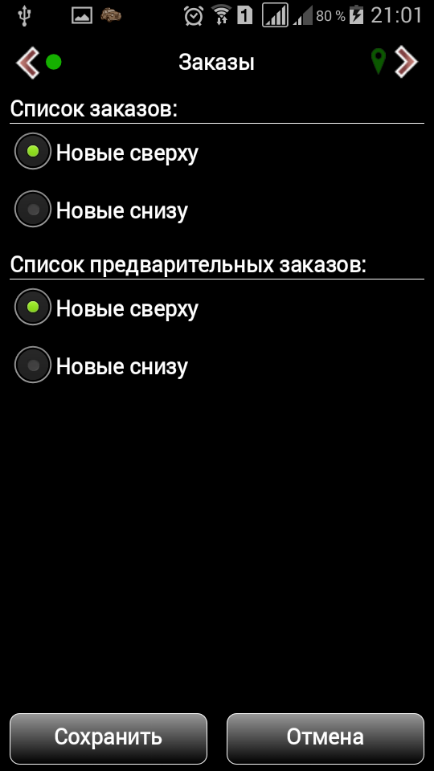 1 80 % 21:01
Заказы
Список заказов:
Новые сверху
Новые снизу
Список предварительных заказов:
Новые сверху
Новые снизу
Сохранить Отмена